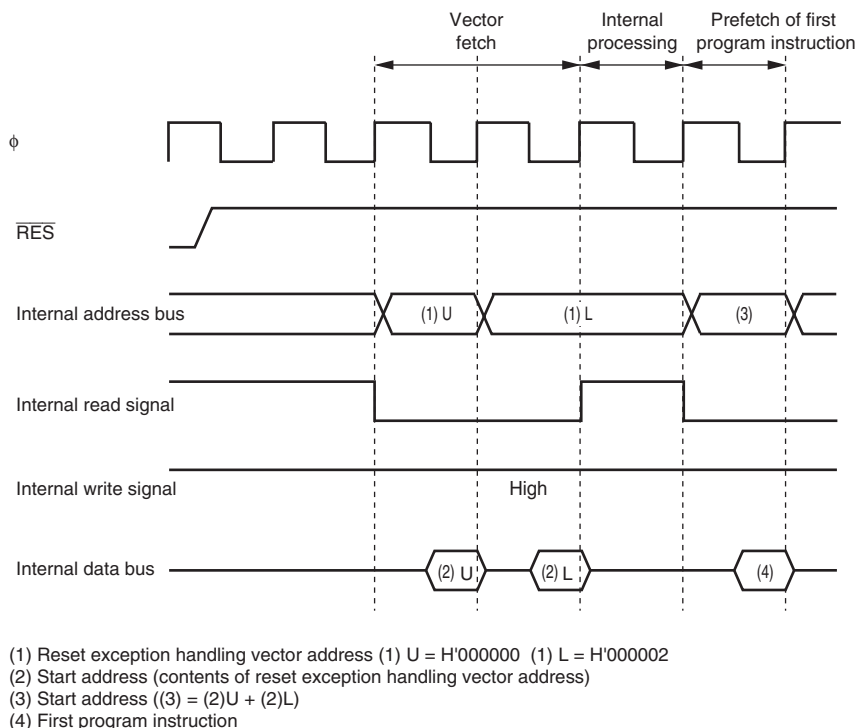 Vector fetch
Internal processing
Prefetch of first program instruction
φ
RES
Internal address bus
(1) U
(1) L
(3)
Internal read signal
Internal write signal
High
Internal data bus
(2) U
(2) L
(4)
(1) Reset exception handling vector address (1) U = H'000000 (1) L = H'000002
(2) Start address (contents of reset exception handling vector address)
(3) Start address ((3) = (2)U + (2)L)
(4) First program instruction